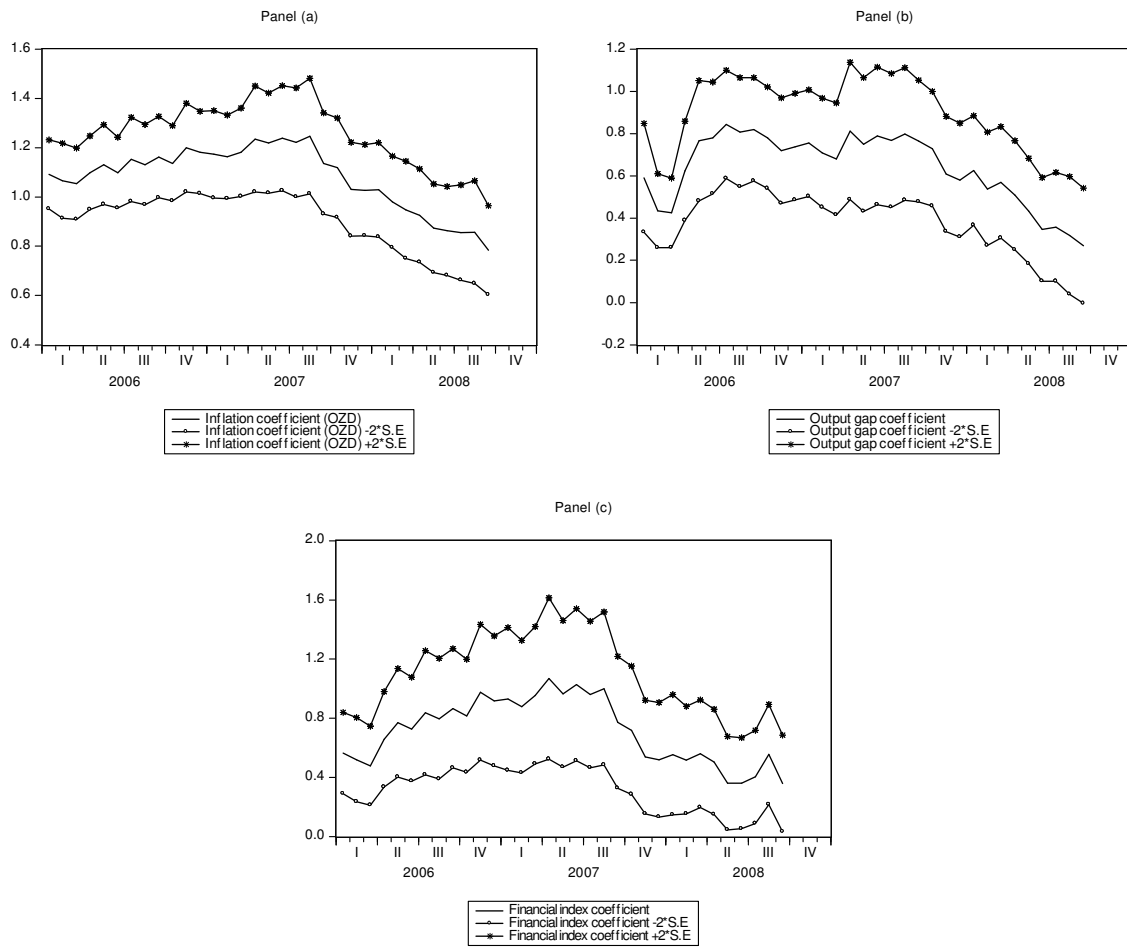 Panel (a)
1.6
1.4
1.2
1.0
0.8
0.6
0.4
I II III IV I II III IV I II III IV
2006 2007 2008
Inflation coefficient (OZD)
Inflation coefficient (OZD) -2*S.E
Inflation coefficient (OZD) +2*S.E
Panel (b)
1.2
1.0
0.8
0.6
0.4
0.2
0.0
-0.2
I II III IV I II III IV I II III IV
2006 2007 2008
Output gap coefficient
Output gap coefficient -2*S.E
Output gap coefficient +2*S.E
Panel (c)
2.0
1.6
1.2
0.8
0.4
0.0
I II III IV I II III IV I II III IV
2006 2007 2008
Financial index coefficient
Financial index coefficient -2*S.E
Financial index coefficient +2*S.E